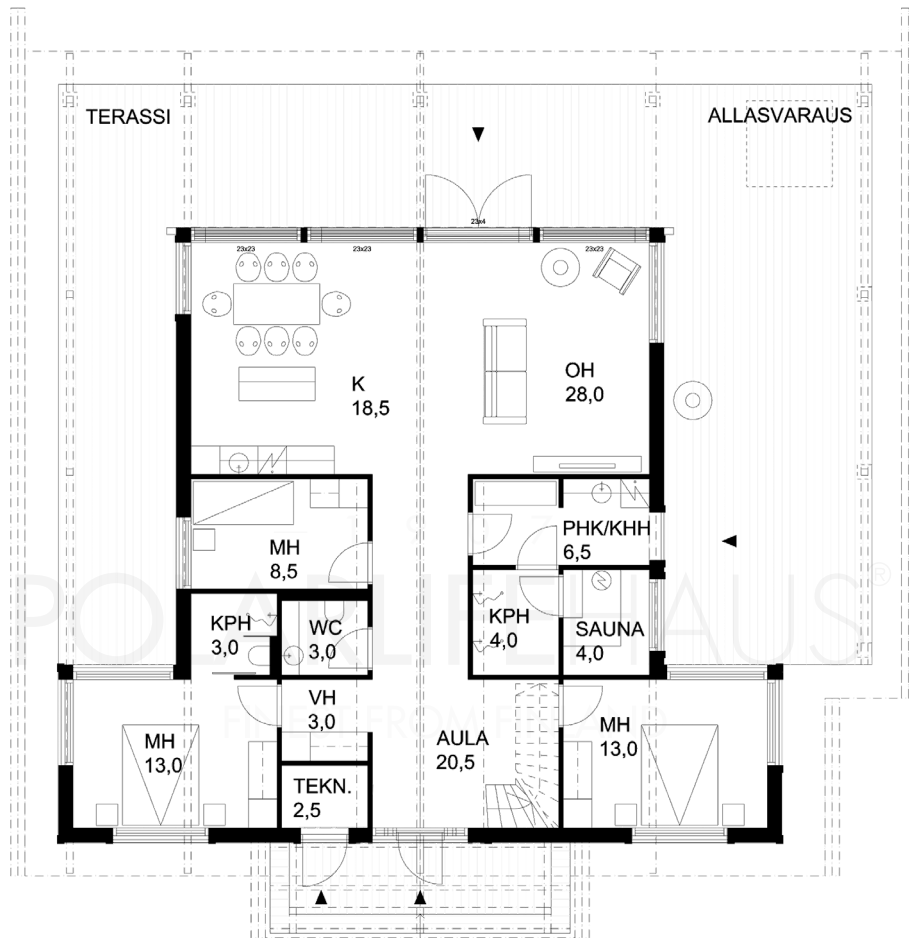 TERASSI
ALLASVARAUS
23x4
23x23
23x23
23x23
K
18,5
OH
28,0
MH
8,5
PHK/KHH
6,5
KPH
3,0
WC
3,0
KPH
4,0
SAUNA
4,0
POLARLIFEHAUS®
FINEST FROM FINLAND
VH
3,0
MH
13,0
AULA
20,5
MH
13,0
TEKN.
2,5